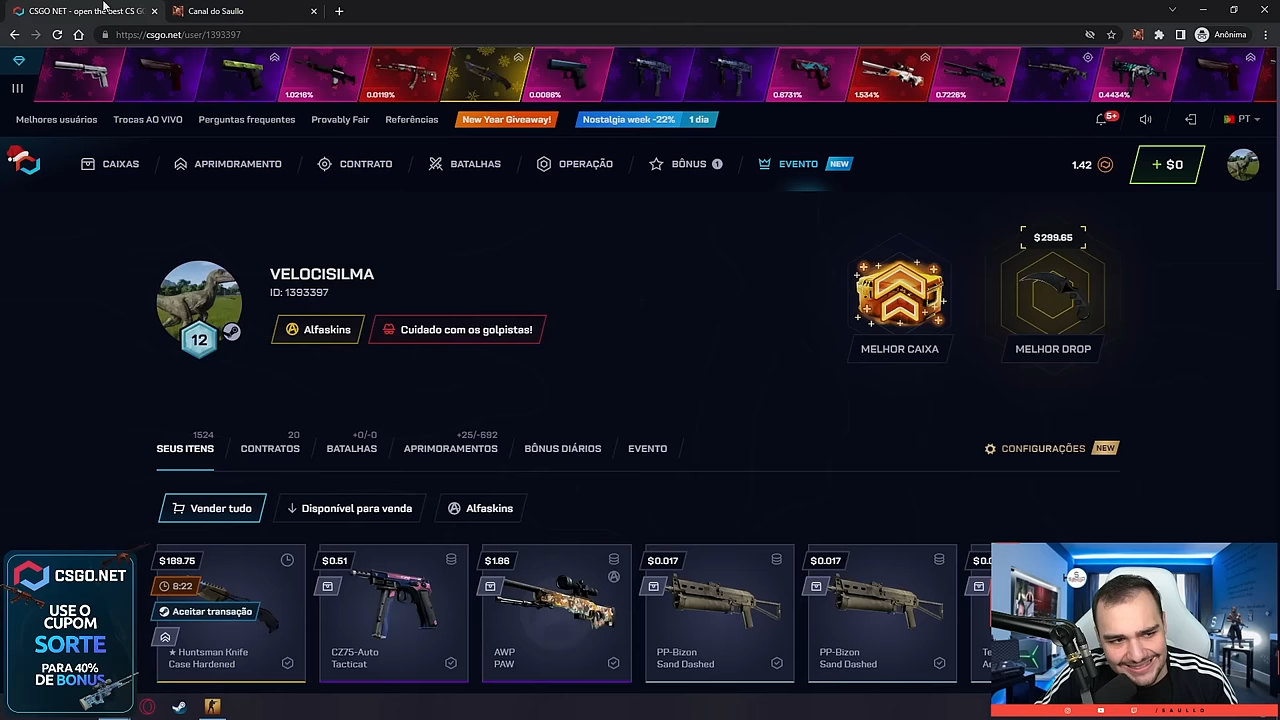 CSGO NET - open the best CS G
Canal do Saullo
https://csgo.net/user/1393397
Anônima
1.0216%
0.0119%
0.0086%
0.6731%
1.534%
0.7226%
0.4434%
Melhores usuários
Trocas AO VIVO
Perguntas frequentes
Provably Fair
Referências
New Year Giveaway!
Nostalgia week -22%
1 dia
5+
PT
CAIXAS
APRIMORAMENTO
CONTRATO
BATALHAS
OPERAÇÃO
BÔNUS 1
EVENTO NEW
1.42
+ $0
$299.65
VELOCISILMA
ID: 1393397
12
Alfaskins
Cuidado com os golpistas!
MELHOR CAIXA
MELHOR DROP
1524
20
+0/-0
+25/-692
SEUS ITENS
CONTRATOS
BATALHAS
APRIMORAMENTOS
BÔNUS DIÁRIOS
EVENTO
CONFIGURAÇÕES NEW
Vender tudo
Disponível para venda
Alfaskins
$189.75
8:22
Aceitar transação
★ Huntsman Knife
Case Hardened
$0.51
CZ75-Auto
Tacticat
$1.86
AWP
PAW
$0.017
PP-Bizon
Sand Dashed
$0.017
PP-Bizon
Sand Dashed
CSGO.NET
USE O
CUPOM
SORTE
PARA 40%
DE BONUS
/SAULLO